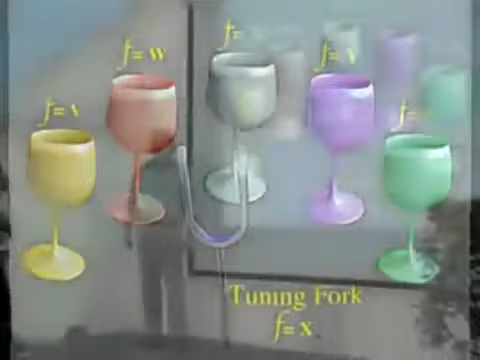 f= w
f= y
f= v
f=
f=
Tuning Fork
f= x